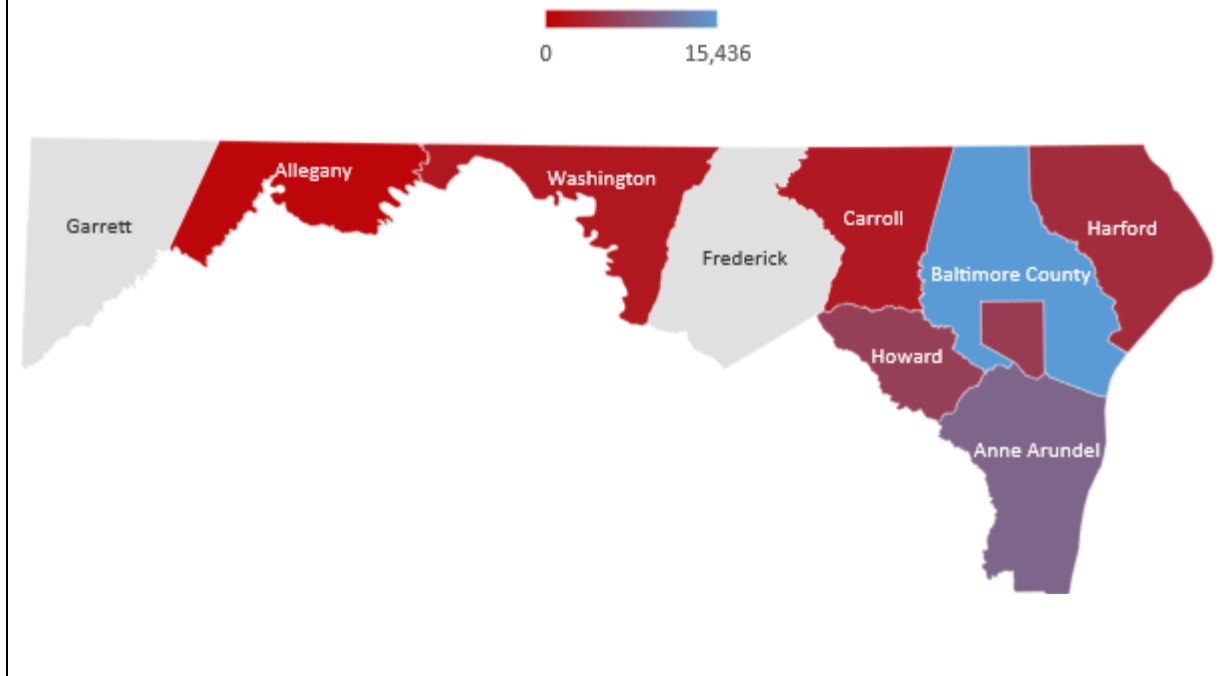 0 15,436
Allegany
Washington
Garrett
Frederick
Carroll
Harford
Baltimore County
Howard
Anne Arundel